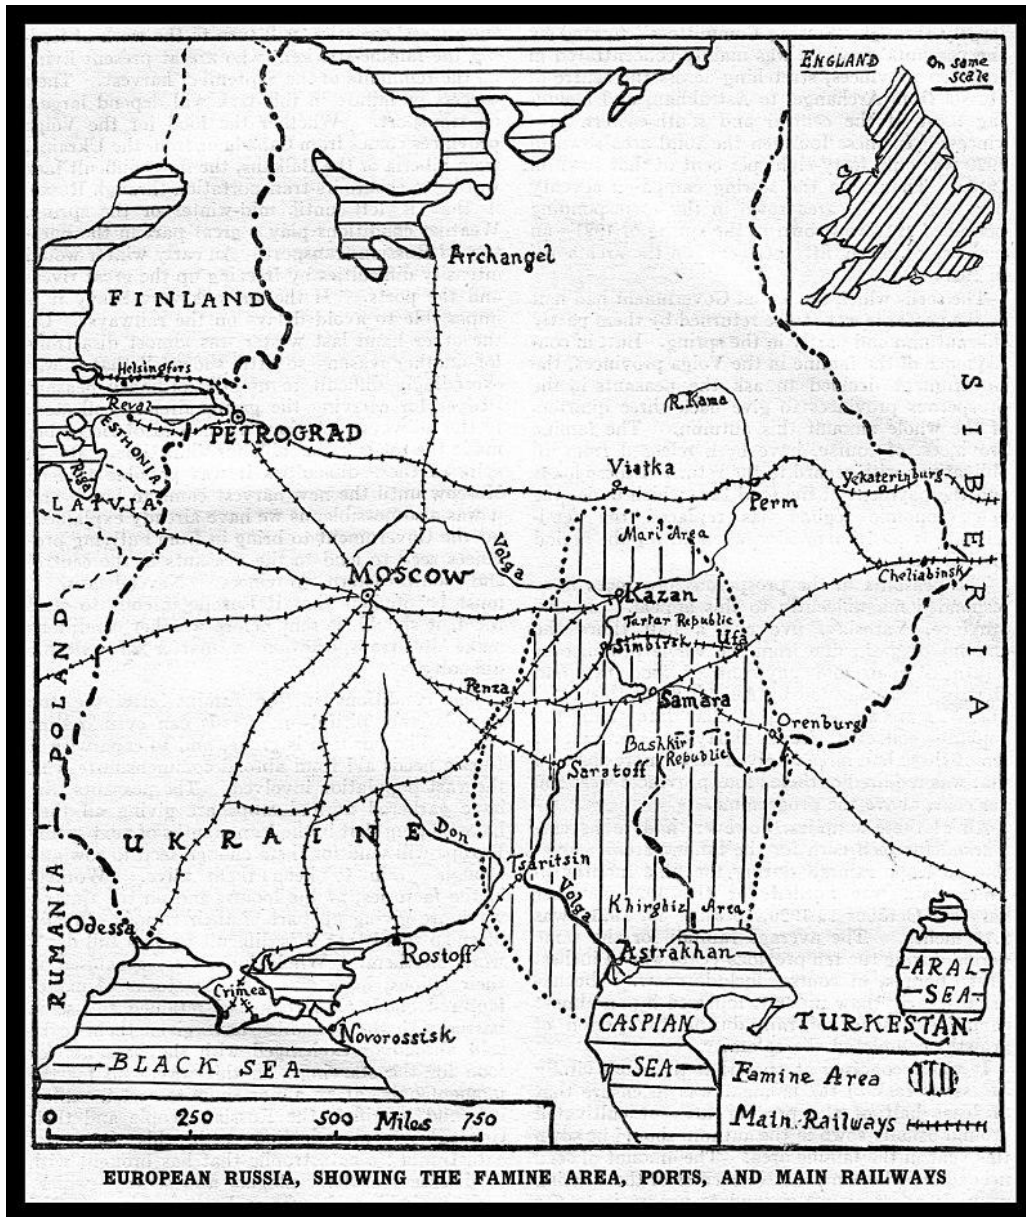 ENGLAND
On same
scale
Archangel
FINLAND
Helsingfors
Reval
ESTHONIA
PETROGRAD
Riga
LATVIA
R. Kama
Viatka
Perm
Yekaterinburg
SIBERIA
Mari Area
Volga
MOSCOW
Kazan
Cheliabinsk
Tartar Republic
Simbirsk
Ufa
Penza
Samara
Orenburg
Bashkir
Republic
Saratoff
POLAND
UKRAINE
Don
Tsaritsin
Volga
Khirghiz Area
RUMANIA
Odessa
Rostoff
Astrakhan
Crimea
Novorossisk
ARAL
SEA
CASPIAN
SEA
TURKESTAN
BLACK SEA
Famine Area
Main Railways
0 250 Miles 750
EUROPEAN RUSSIA, SHOWING THE FAMINE AREA, PORTS, AND MAIN RAILWAYS